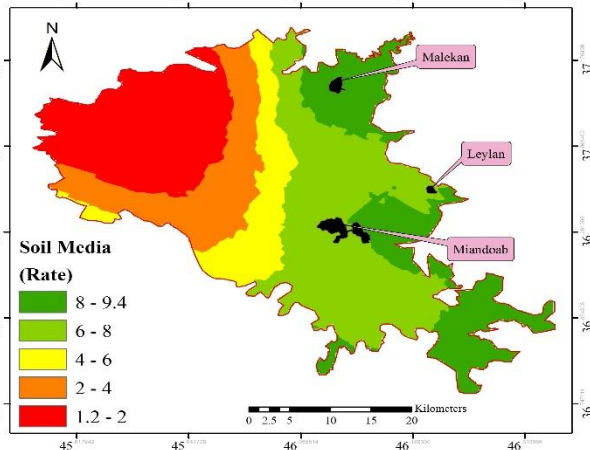 N
Malekan
Leylan
Miandoab
Soil Media
(Rate)
8 - 9.4
6 - 8
4 - 6
2 - 4
1.2 - 2
Kilometers
0 2.5 5 10 15 20
37
37
36
36
36
45
45
46
46
46